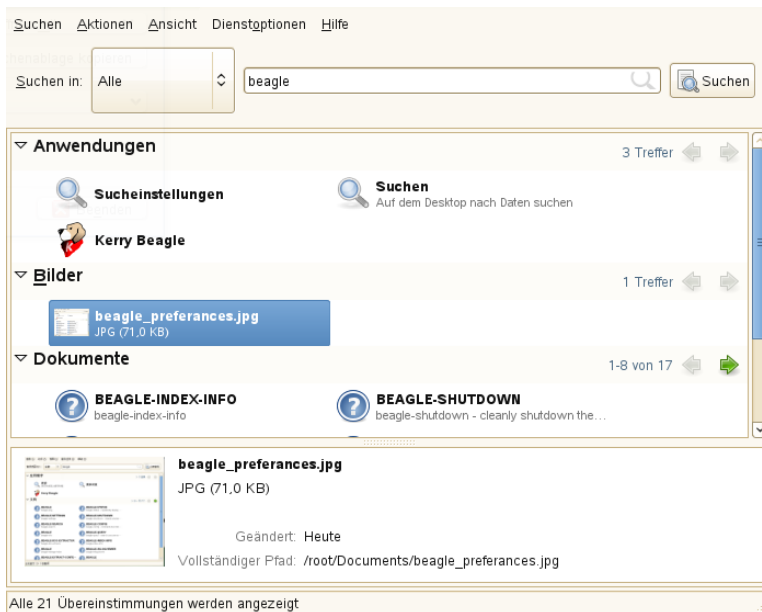 Suchen Aktionen Ansicht Dienstoptionen Hilfe
Suchen in: Alle beagle Suchen
Anwendungen 3 Treffer
Sucheinstellungen Suchen
Auf dem Desktop nach Daten suchen
Kerry Beagle
Bilder 1 Treffer
beagle_preferances.jpg
JPG (71,0 KB)
Dokumente 1-8 von 17
BEAGLE-INDEX-INFO BEAGLE-SHUTDOWN
beagle-index-info beagle-shutdown - cleanly shutdown the...
beagle_preferances.jpg
JPG (71,0 KB)
Geändert: Heute
Vollständiger Pfad: /root/Documents/beagle_preferances.jpg
Alle 21 Übereinstimmungen werden angezeigt